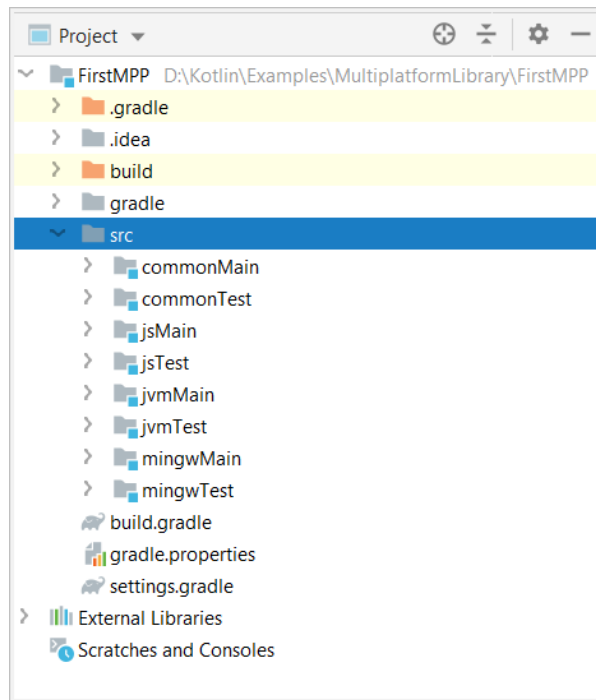 Project
FirstMPP D:\Kotlin\Examples\MultiplatformLibrary\FirstMPP
.gradle
.idea
build
gradle
src
commonMain
commonTest
jsMain
jsTest
jvmMain
jvmTest
mingwMain
mingwTest
build.gradle
gradle.properties
settings.gradle
External Libraries
Scratches and Consoles